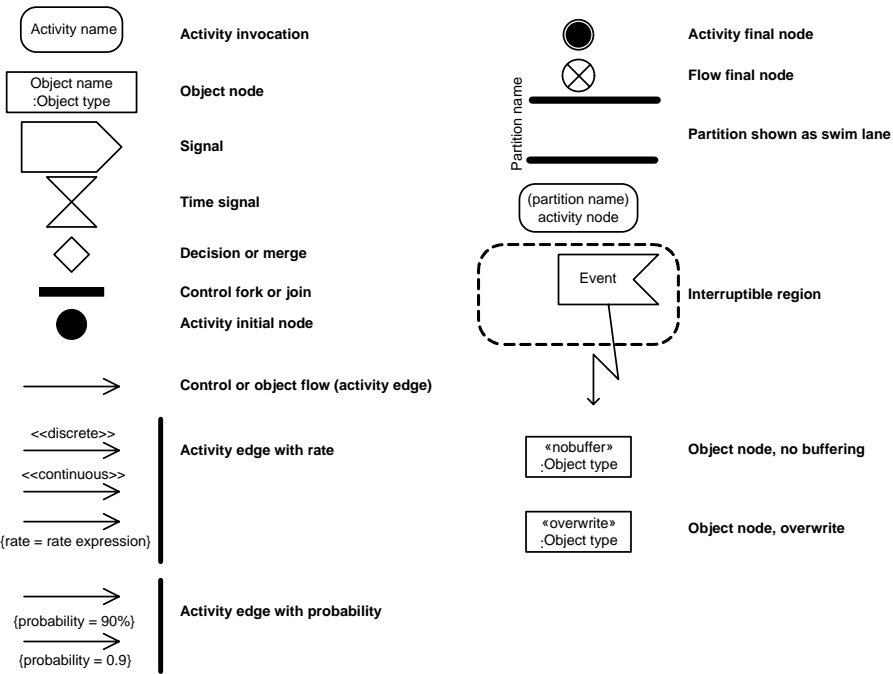 Activity name
Activity invocation
Object name
:Object type
Object node
Signal
Time signal
Decision or merge
Control fork or join
Activity initial node
Control or object flow (activity edge)
<<discrete>>
Activity edge with rate
<<continuous>>
{rate = rate expression}
{probability = 90%}
Activity edge with probability
{probability = 0.9}
Activity final node
Flow final node
Partition name
Partition shown as swim lane
(partition name)
activity node
Event
Interruptible region
«nobuffer»
:Object type
Object node, no buffering
«overwrite»
:Object type
Object node, overwrite